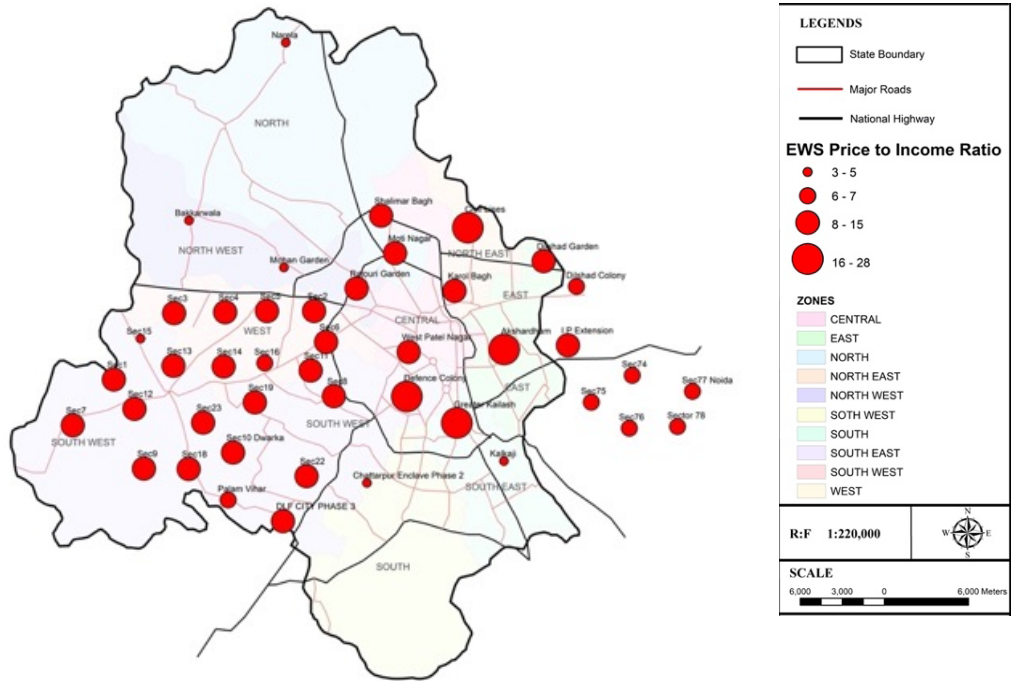 Narela
NORTH
Bakkarwala
Shalimar Bagh
NORTH WEST
Moti Nagar
NORTH EAST
Dilshad Garden
Mohan Garden
Rajouri Garden
Karol Bagh
Dilshad Colony
EAST
Sec3
Sec4
Sec5
Sec2
CENTRAL
Sec15
WEST
Sec6
West Patel Nagar
Akshardham
I.P Extension
Sec1
Sec13
Sec14
Sec16
Sec11
Sec74
Sec12
Sec19
Sec8
Defence Colony
EAST
Sec75
Sec77 Noida
Sec7
Sec23
SOUTH WEST
Greater Kailash
Sec76
Sector 78
SOUTH WEST
Sec10 Dwarka
Sec9
Sec18
Sec22
Kalkaji
Chattarpur Enclave Phase 2
SOUTH EAST
Palam Vihar
DLF CITY PHASE 3
SOUTH
LEGENDS
State Boundary
Major Roads
National Highway
EWS Price to Income Ratio
3 - 5
6 - 7
8 - 15
16 - 28
ZONES
CENTRAL
EAST
NORTH
NORTH EAST
NORTH WEST
SOTH WEST
SOUTH
SOUTH EAST
SOUTH WEST
WEST
R:F 1:220,000
N
W E
S
SCALE
6,000 3,000 0 6,000 Meters